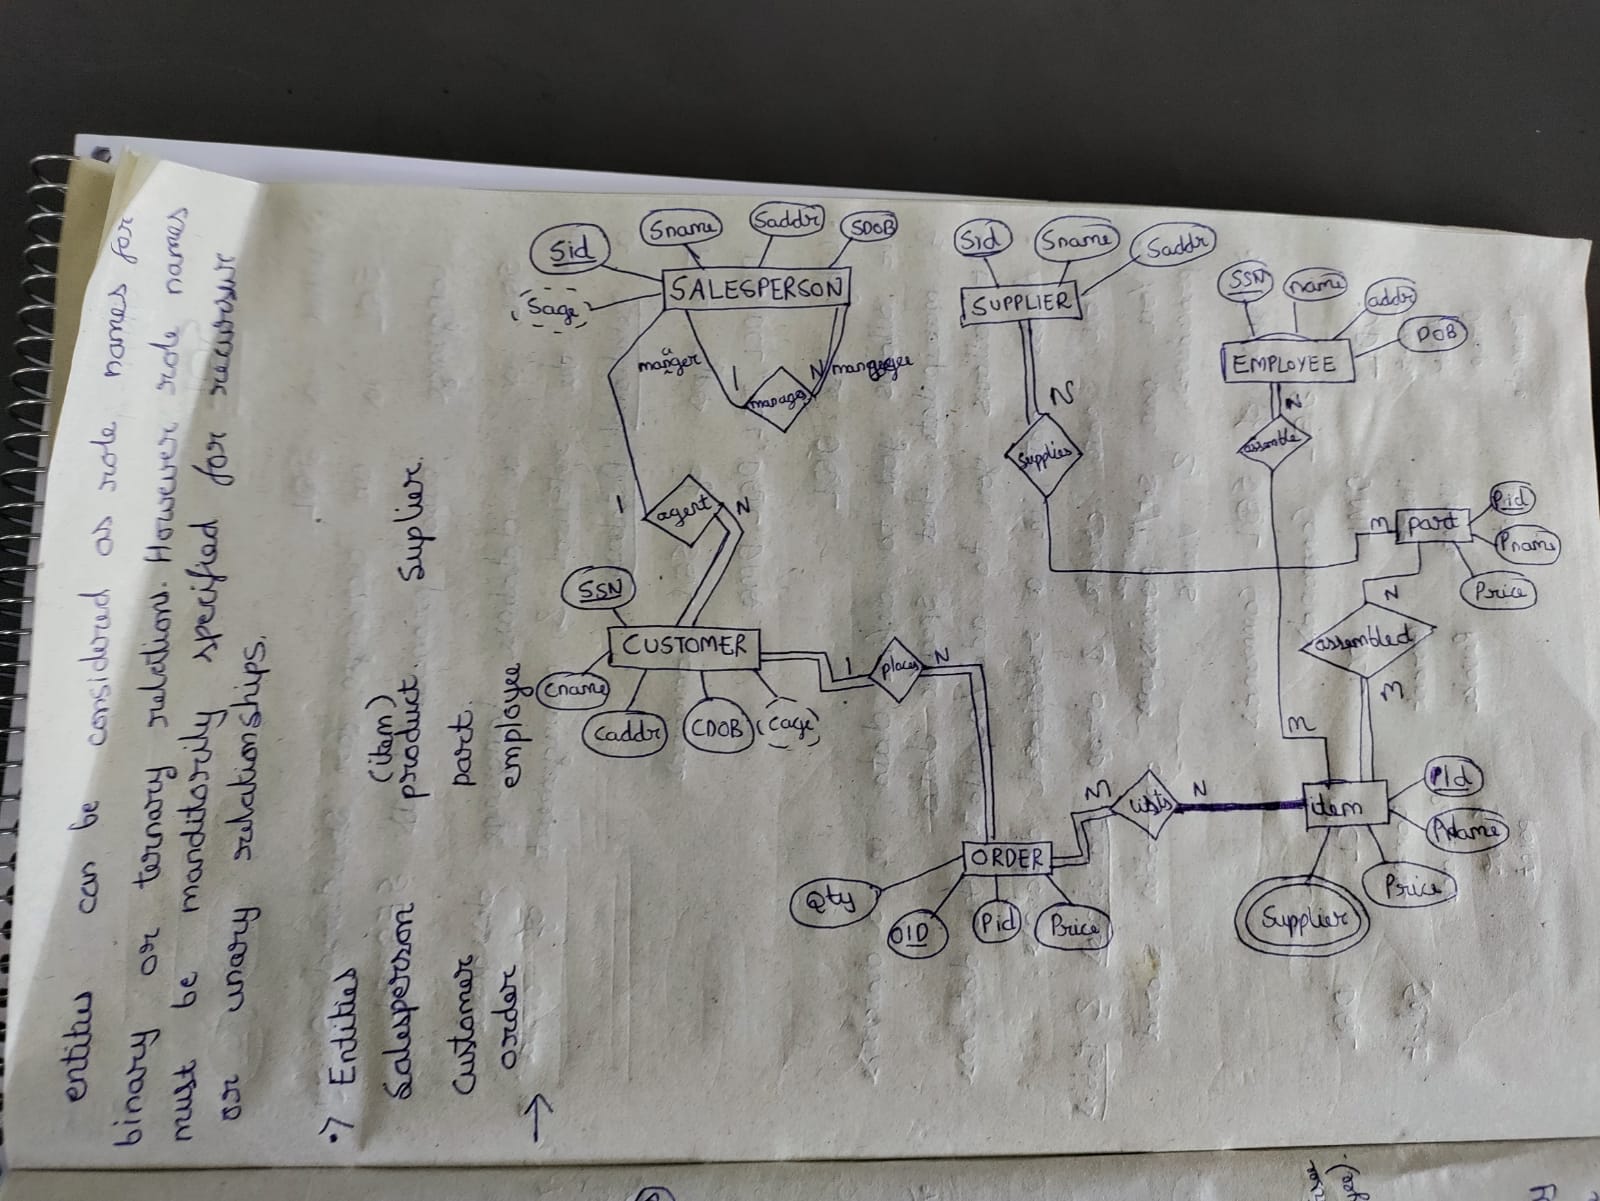 entities can be considered as role names for
binary or ternary relations. However role names
must be manditorily specified for recursive
or unary relationships.
•7 Entities
Salesperson (item) product. Supplier.
Customer part.
order employee
→
Sid
Sname
Saddr
SDOB
Sage
SALESPERSON
manager
1
manages
N
1
agent
N
SSN
CUSTOMER
Cname
Caddr
CDOB
Cage
1
places
N
Sid
Sname
Saddr
SUPPLIER
N
Supplies
M
SSN
name
addr
DOB
EMPLOYEE
N
assemble
M
part
Pid
Pname
Price
N
assembled
M
ORDER
Qty
OID
Pid
Price
M
lists
N
item
PId
PName
Price
Supplier